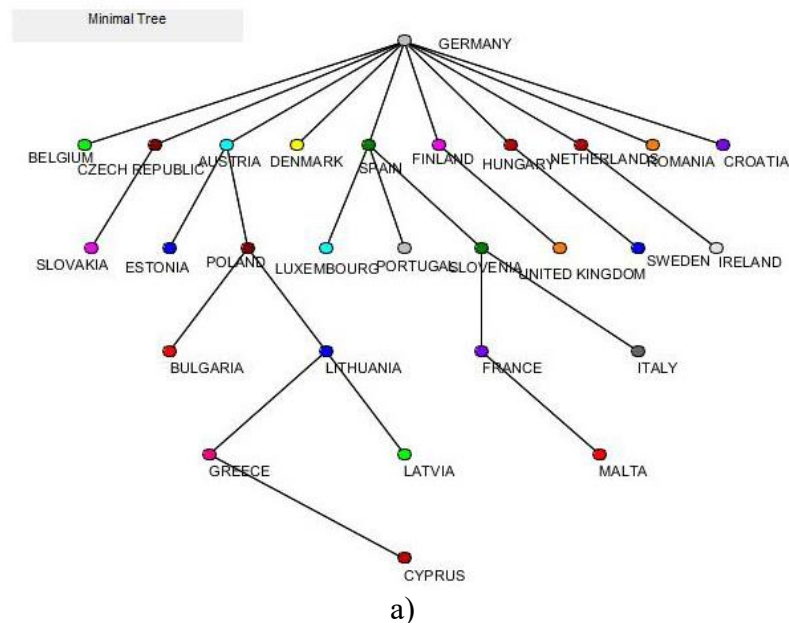 Minimal Tree
GERMANY
BELGIUM
CZECH REPUBLIC
AUSTRIA
DENMARK
SPAIN
FINLAND
HUNGARY
NETHERLANDS
ROMANIA
CROATIA
SLOVAKIA
ESTONIA
POLAND
LUXEMBOURG
PORTUGAL
SLOVENIA
UNITED KINGDOM
SWEDEN
IRELAND
BULGARIA
LITHUANIA
FRANCE
ITALY
GREECE
LATVIA
MALTA
CYPRUS
a)